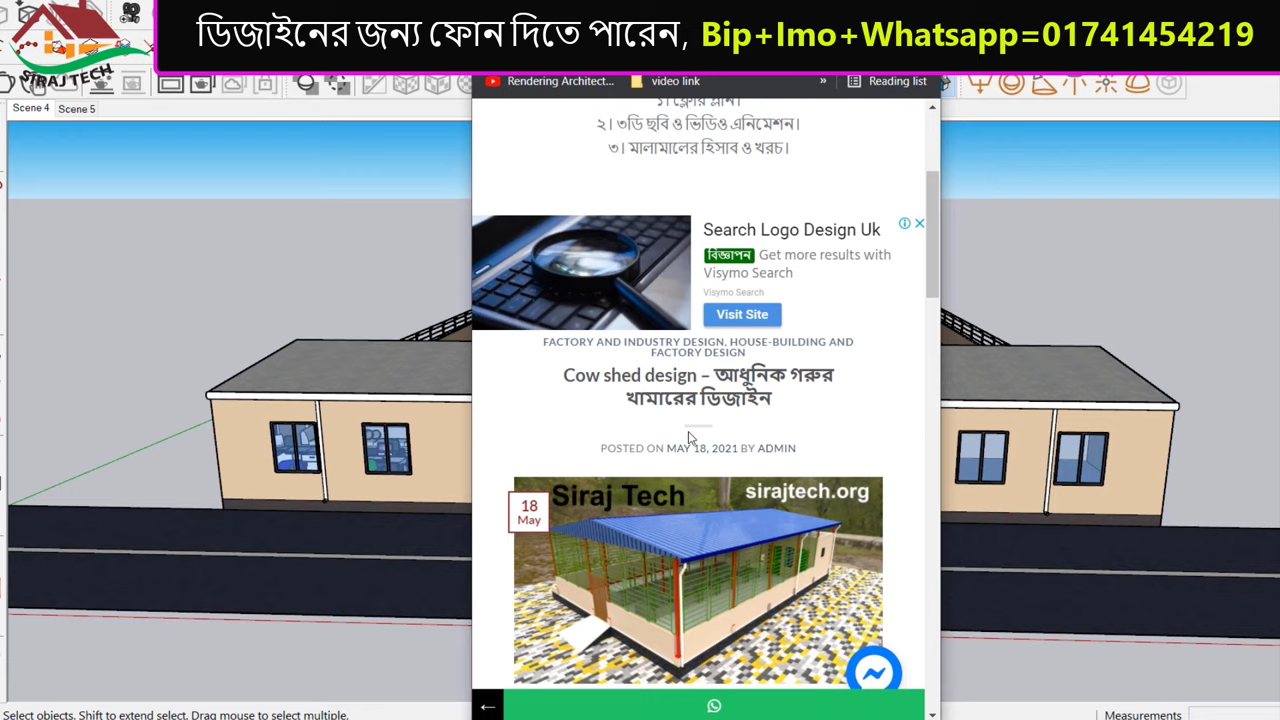 ডিজাইনের জন্য ফোন দিতে পারেন, Bip+Imo+Whatsapp=01741454219
SIRAJ TECH
Rendering Architect...
video link
»
Reading list
Scene 4
Scene 5
১। ফ্লোর প্লান।
২। ৩ডি ছবি ও ভিডিও এনিমেশন।
৩। মালামালের হিসাব ও খরচ।
Search Logo Design Uk
বিজ্ঞাপন Get more results with
Visymo Search
Visymo Search
Visit Site
FACTORY AND INDUSTRY DESIGN, HOUSE-BUILDING AND
FACTORY DESIGN
Cow shed design – আধুনিক গরুর
খামারের ডিজাইন
POSTED ON MAY 18, 2021 BY ADMIN
Siraj Tech
sirajtech.org
18
May
Select objects. Shift to extend select. Drag mouse to select multiple.
Measurements